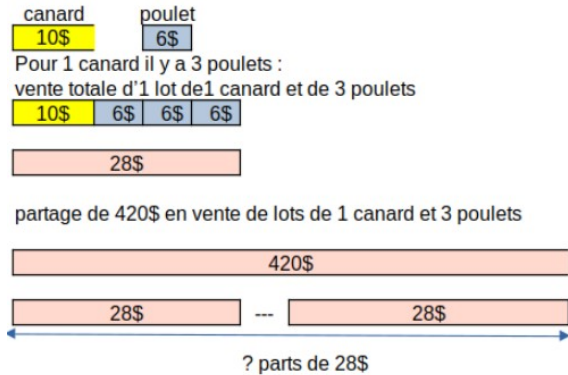 canard poulet
10$ 6$
Pour 1 canard il y a 3 poulets :
vente totale d'1 lot de1 canard et de 3 poulets
10$ 6$ 6$ 6$
28$
partage de 420$ en vente de lots de 1 canard et 3 poulets
420$
28$ --- 28$
? parts de 28$